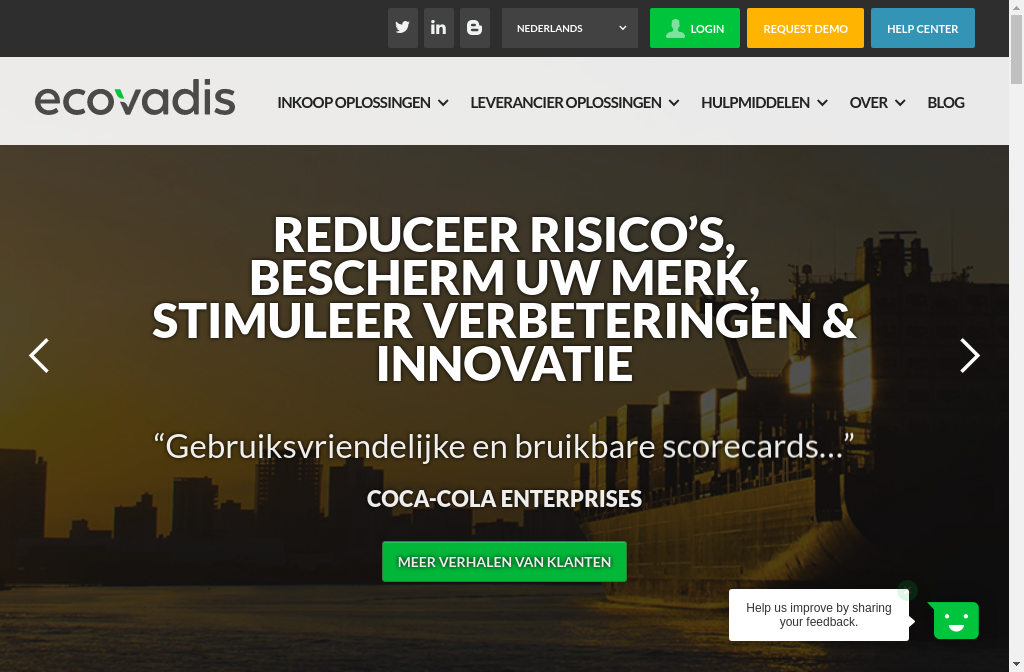 NEDERLANDS
LOGIN
REQUEST DEMO
HELP CENTER
ecovadis
INKOOP OPLOSSINGEN
LEVERANCIER OPLOSSINGEN
HULPMIDDELEN
OVER
BLOG
REDUCEER RISICO’S,
BESCHERM UW MERK,
STIMULEER VERBETERINGEN &
INNOVATIE
“Gebruiksvriendelijke en bruikbare scorecards…”
COCA-COLA ENTERPRISES
MEER VERHALEN VAN KLANTEN
Help us improve by sharing
your feedback.